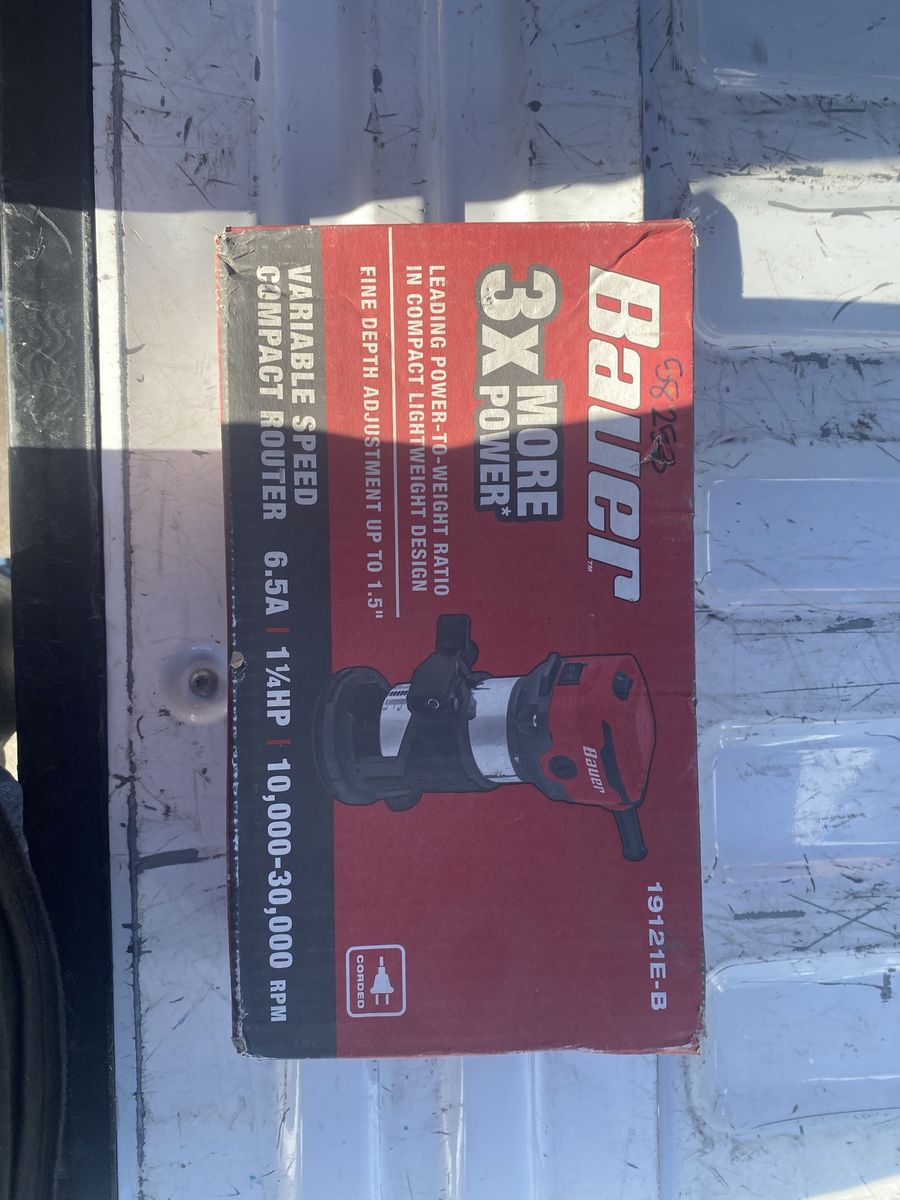 Bauer™
3X MORE
POWER*
LEADING POWER-TO-WEIGHT RATIO
IN COMPACT LIGHTWEIGHT DESIGN
FINE DEPTH ADJUSTMENT UP TO 1.5"
VARIABLE SPEED
COMPACT ROUTER 6.5A | 1¼HP | 10,000-30,000 RPM
19121E-B
Bauer
CORDED